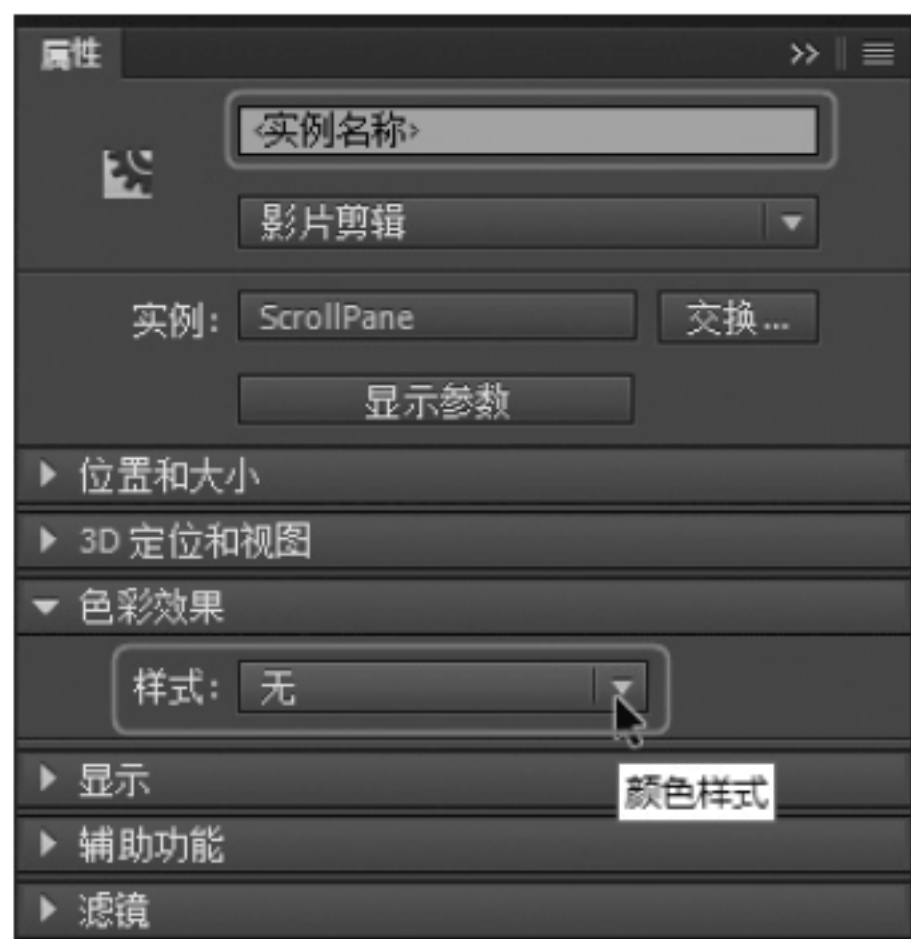 属性
<实例名称>
影片剪辑
实例: ScrollPane 交换...
显示参数
位置和大小
3D 定位和视图
色彩效果
样式: 无
显示
颜色样式
辅助功能
滤镜